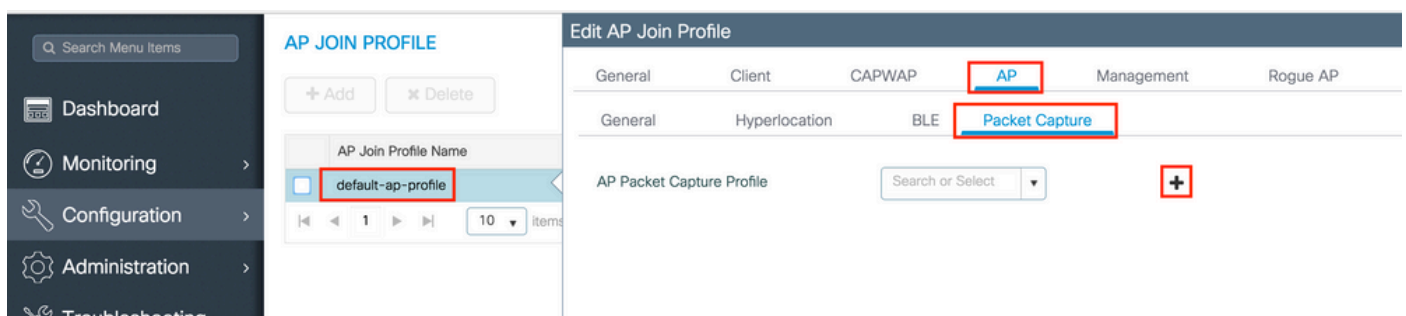 Search Menu Items
Dashboard
Monitoring
Configuration
Administration
Troubleshooting
AP JOIN PROFILE
+ Add
× Delete
AP Join Profile Name
default-ap-profile
1
10
items
Edit AP Join Profile
General Client CAPWAP AP Management Rogue AP
General Hyperlocation BLE Packet Capture
AP Packet Capture Profile
Search or Select
+